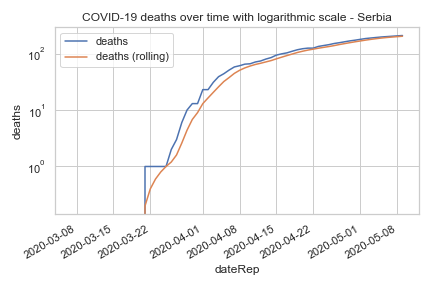 COVID-19 deaths over time with logarithmic scale - Serbia
deaths
deaths (rolling)
10²
10¹
10⁰
deaths
2020-03-08
2020-03-15
2020-03-22
2020-04-01
2020-04-08
2020-04-15
2020-04-22
2020-05-01
2020-05-08
dateRep